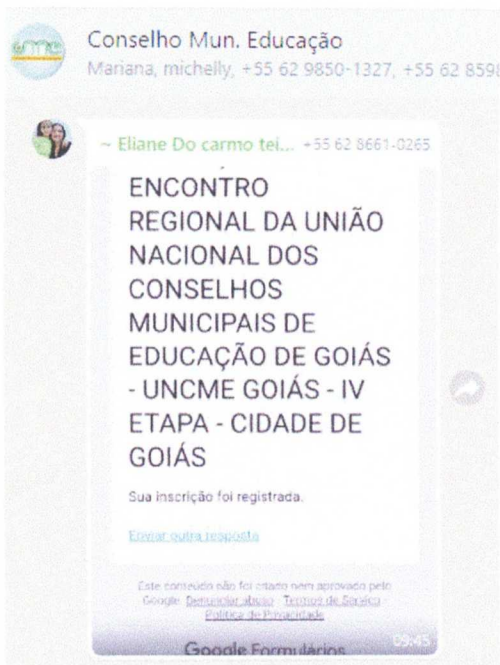 Conselho Mun. Educação
Mariana, michelly, +55 62 9850-1327, +55 62 8598
~ Eliane Do carmo tei... +55 62 8661-0265
ENCONTRO
REGIONAL DA UNIÃO
NACIONAL DOS
CONSELHOS
MUNICIPAIS DE
EDUCAÇÃO DE GOIÁS
- UNCME GOIÁS - IV
ETAPA - CIDADE DE
GOIÁS
Sua inscrição foi registrada.
Enviar outra resposta
Este conteúdo não foi criado nem aprovado pelo
Google. Denunciar abuso - Termos de Serviço -
Política de Privacidade
Google Formulários
09:45